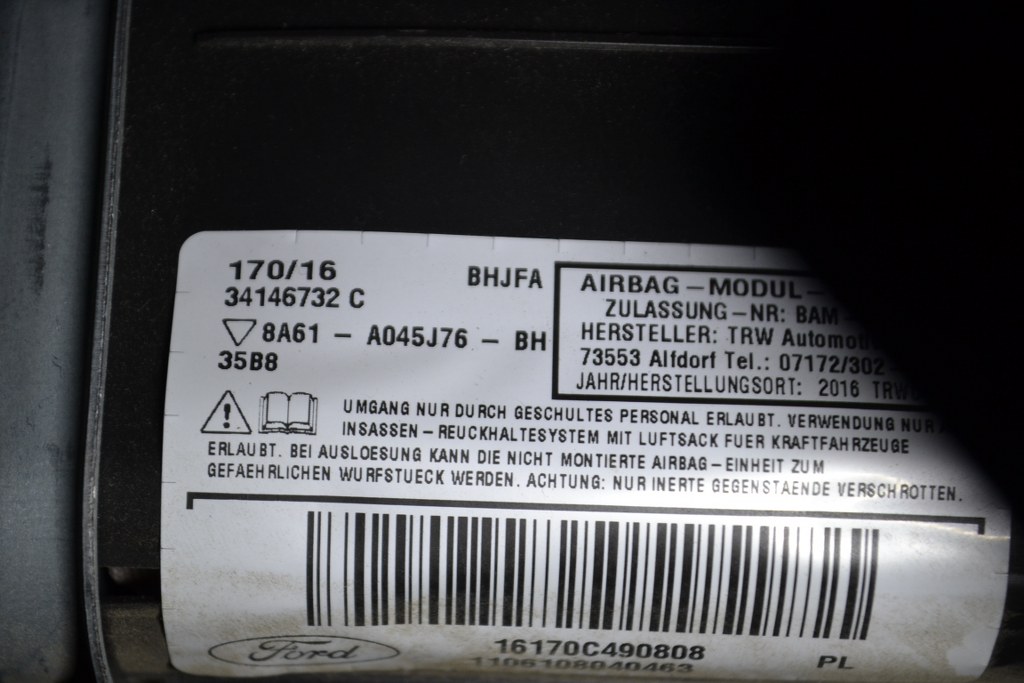 170/16
34146732 C
8A61 - A045J76 - BH
35B8
BHJFA
AIRBAG - MODUL -
ZULASSUNG - NR: BAM
HERSTELLER: TRW
73553 Alfdorf Tel.: 07172/302
JAHR/HERSTELLUNGSORT: 2016 TRW
UMGANG NUR DURCH GESCHULTES PERSONAL ERLAUBT. VERWENDUNG NUR
INSASSEN - REUCKHALTESYSTEM MIT LUFTSACK FUER KRAFTFAHRZEUGE
ERLAUBT. BEI AUSLOESUNG KANN DIE NICHT MONTIERTE AIRBAG - EINHEIT ZUM
GEFAEHRLICHEN WURFSTUECK WERDEN. ACHTUNG: NUR INERTE GEGENSTAENDE VERSCHROTTEN.
Ford
16170C490808
1106108040463
PL